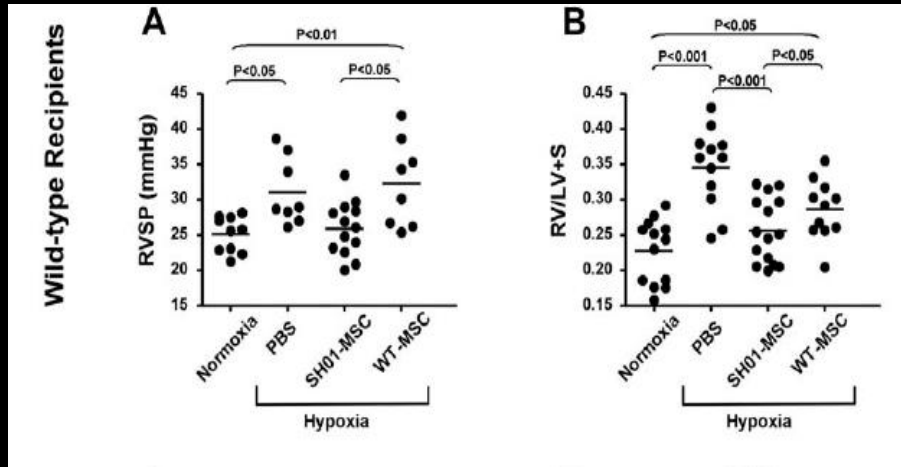 Wild-type Recipients
A
P<0.01
P<0.05
P<0.05
RVSP (mmHg)
45
40
35
30
25
20
15
Normoxia
PBS
SH01-MSC
WT-MSC
Hypoxia
B
P<0.05
P<0.001
P<0.05
P<0.001
RV/LV+S
0.45
0.40
0.35
0.30
0.25
0.20
0.15
Normoxia
PBS
SH01-MSC
WT-MSC
Hypoxia